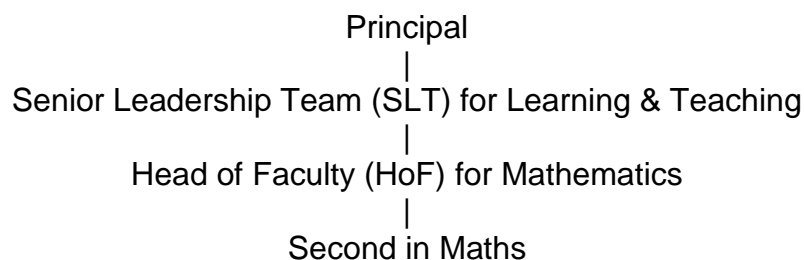 Principal
|
Senior Leadership Team (SLT) for Learning & Teaching
|
Head of Faculty (HoF) for Mathematics
|
Second in Maths